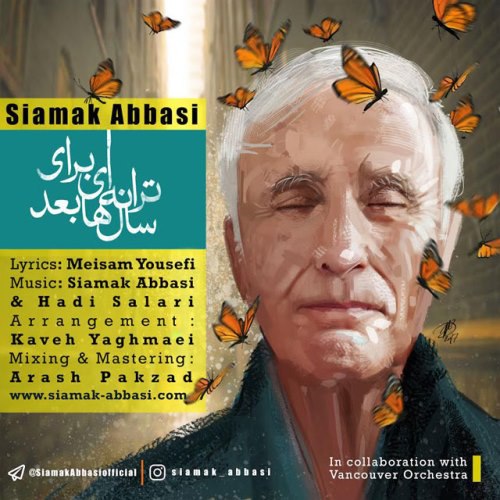 Siamak Abbasi
ترانه‌ای برای
سال‌های بعد
Lyrics: Meisam Yousefi
Music: Siamak Abbasi
& Hadi Salari
Arrangement :
Kaveh Yaghmaei
Mixing & Mastering:
Arash Pakzad
www.siamak-abbasi.com
@SiamakAbbasiofficial
siamak_abbasi
In collaboration with
Vancouver Orchestra